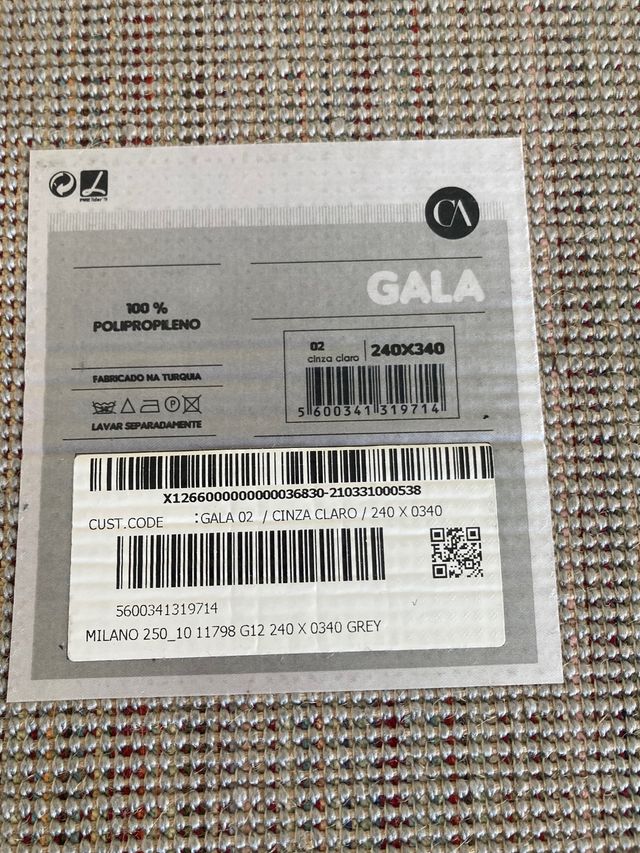 CA
GALA
100 %
POLIPROPILENO
02
cinza claro
240X340
5 600341 319714
FABRICADO NA TURQUIA
P
LAVAR SEPARADAMENTE
X1266000000000036830-210331000538
CUST.CODE :GALA 02 / CINZA CLARO / 240 X 0340
5600341319714
MILANO 250_10 11798 G12 240 X 0340 GREY